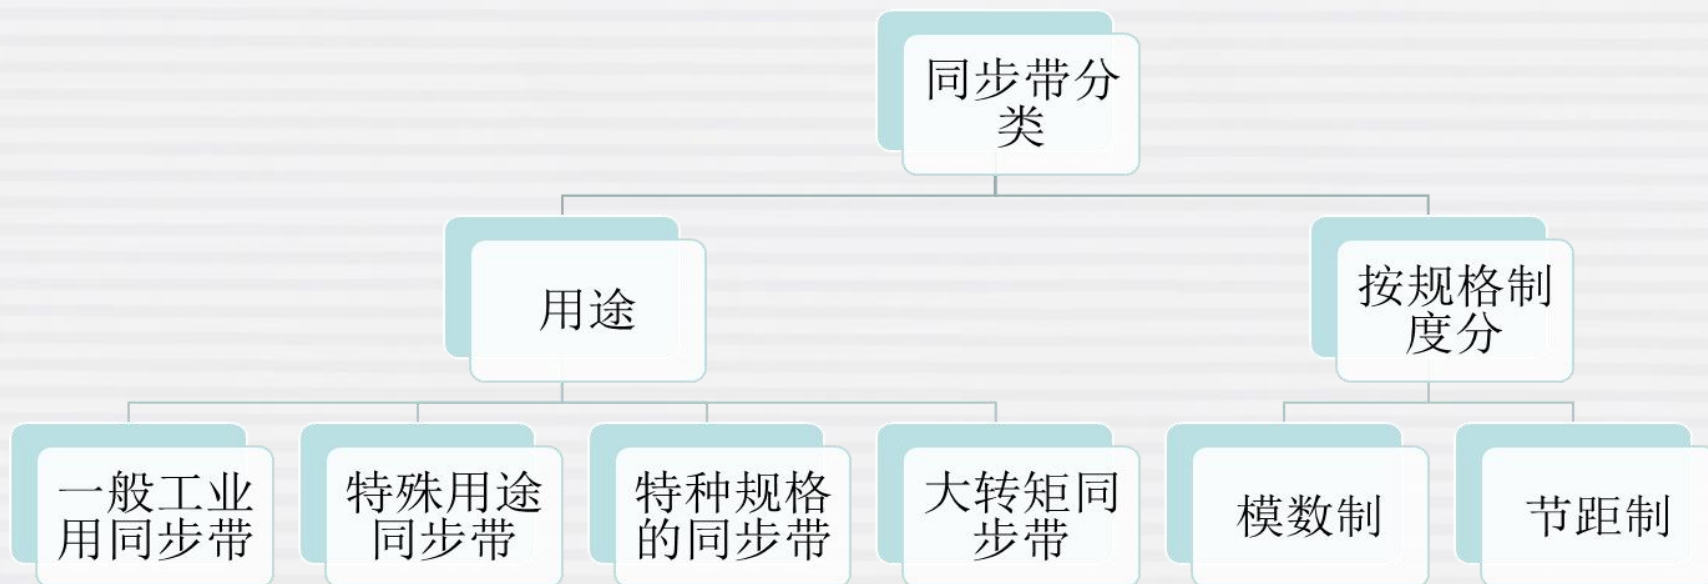 同步带分
类
用途
按规格制
度分
一般工业
用同步带
特殊用途
同步带
特种规格
的同步带
大转矩同
步带
模数制
节距制